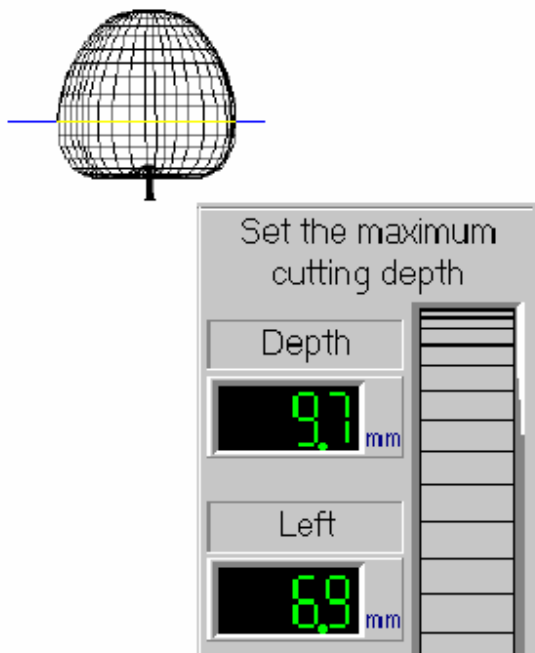 Set the maximum
cutting depth
Depth
9.7 mm
Left
6.9 mm